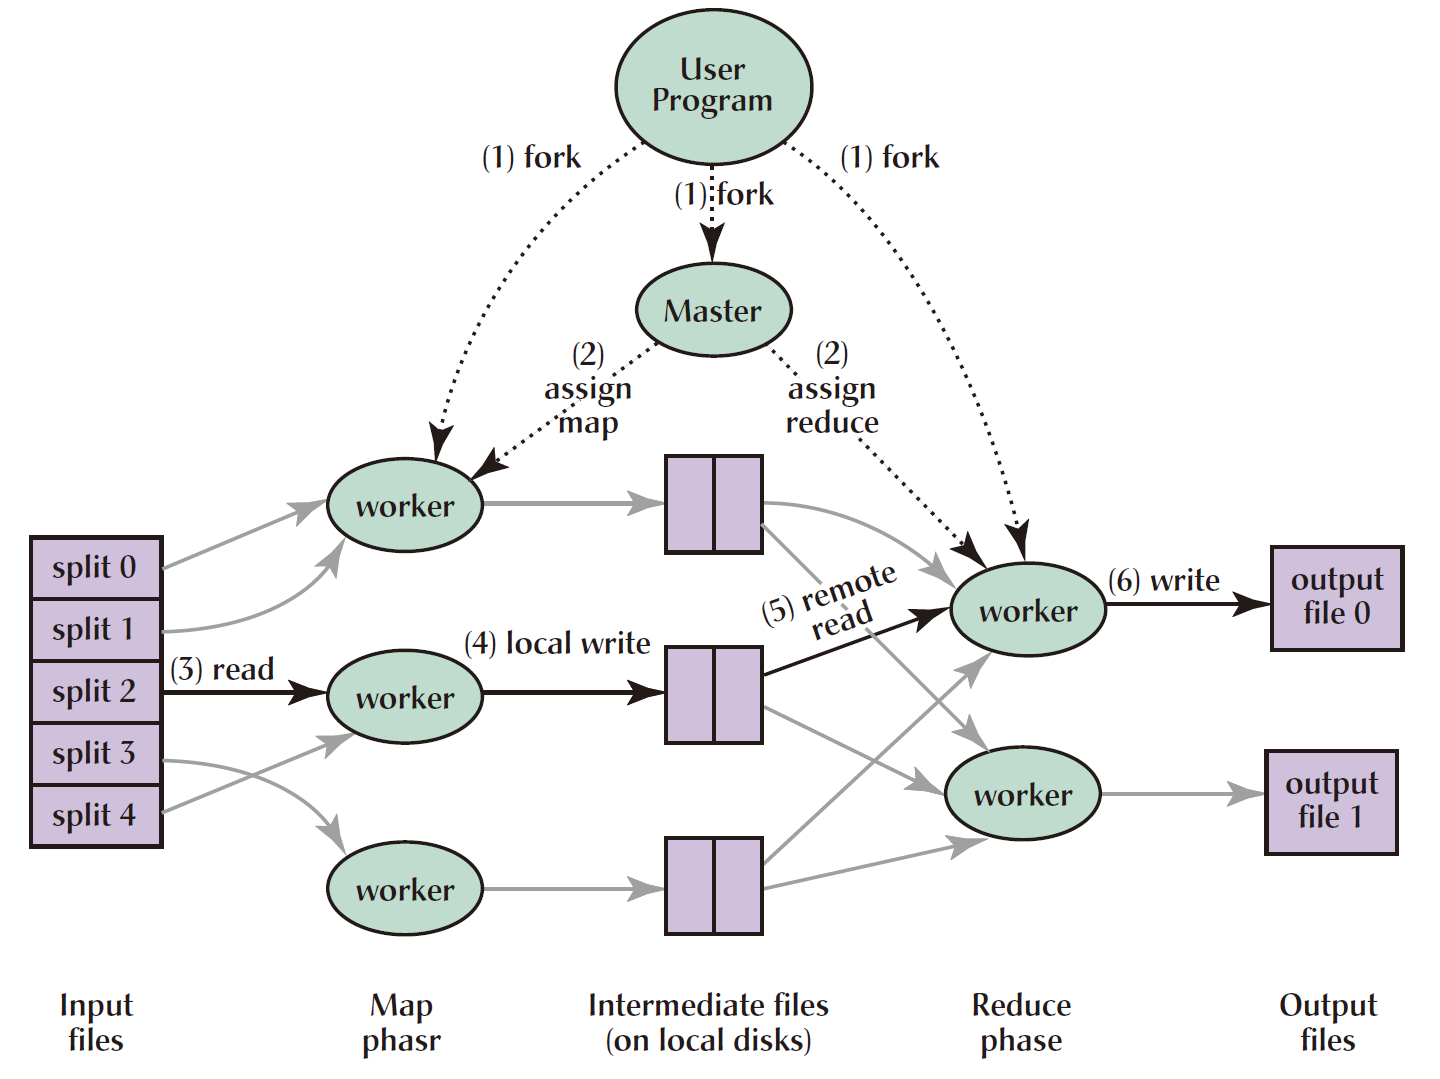 User
Program
(1) fork
(1) fork
(1) fork
Master
(2)
assign
map
(2)
assign
reduce
worker
split 0
split 1
split 2
split 3
split 4
(3) read
worker
(4) local write
(5) remote
read
worker
(6) write
output
file 0
worker
output
file 1
worker
Input
files
Map
phasr
Intermediate files
(on local disks)
Reduce
phase
Output
files